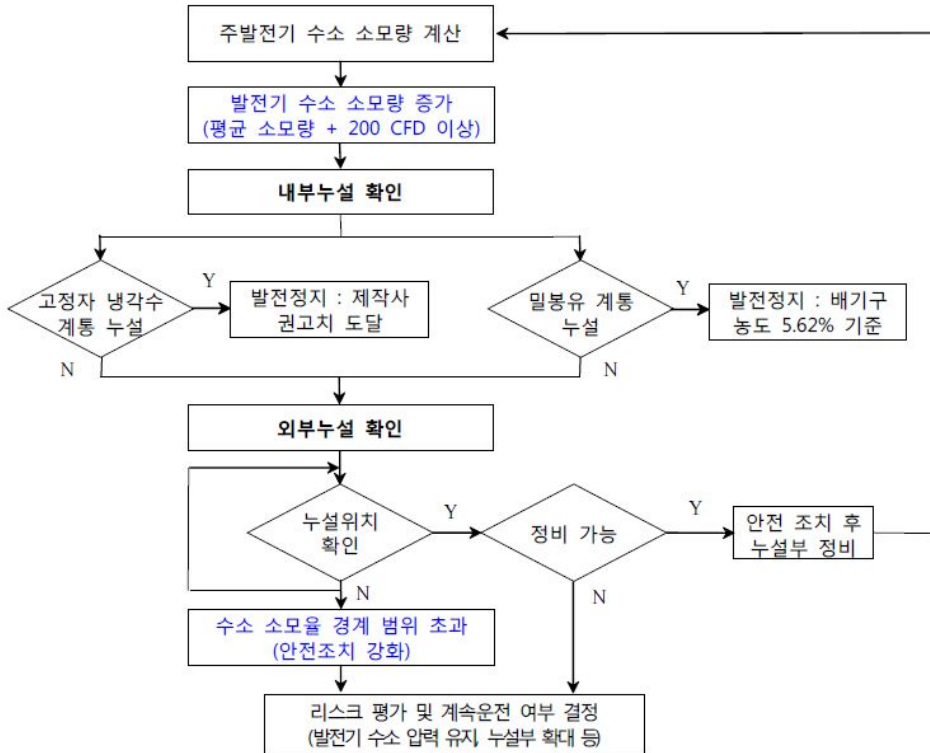 주발전기 수소 소모량 계산
발전기 수소 소모량 증가
(평균 소모량 + 200 CFD 이상)
내부누설 확인
고정자 냉각수
계통 누설
Y
발전정지 : 제작사
권고치 도달
밀봉유 계통
누설
Y
발전정지 : 배기구
농도 5.62% 기준
N
N
외부누설 확인
누설위치
확인
Y
정비 가능
Y
안전 조치 후
누설부 정비
N
N
수소 소모율 경계 범위 초과
(안전조치 강화)
리스크 평가 및 계속운전 여부 결정
(발전기 수소 압력 유지, 누설부 확대 등)